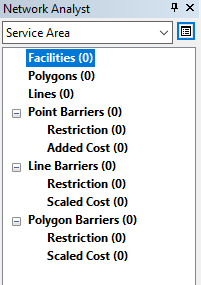 Network Analyst
Service Area
Facilities (0)
Polygons (0)
Lines (0)
Point Barriers (0)
Restriction (0)
Added Cost (0)
Line Barriers (0)
Restriction (0)
Scaled Cost (0)
Polygon Barriers (0)
Restriction (0)
Scaled Cost (0)